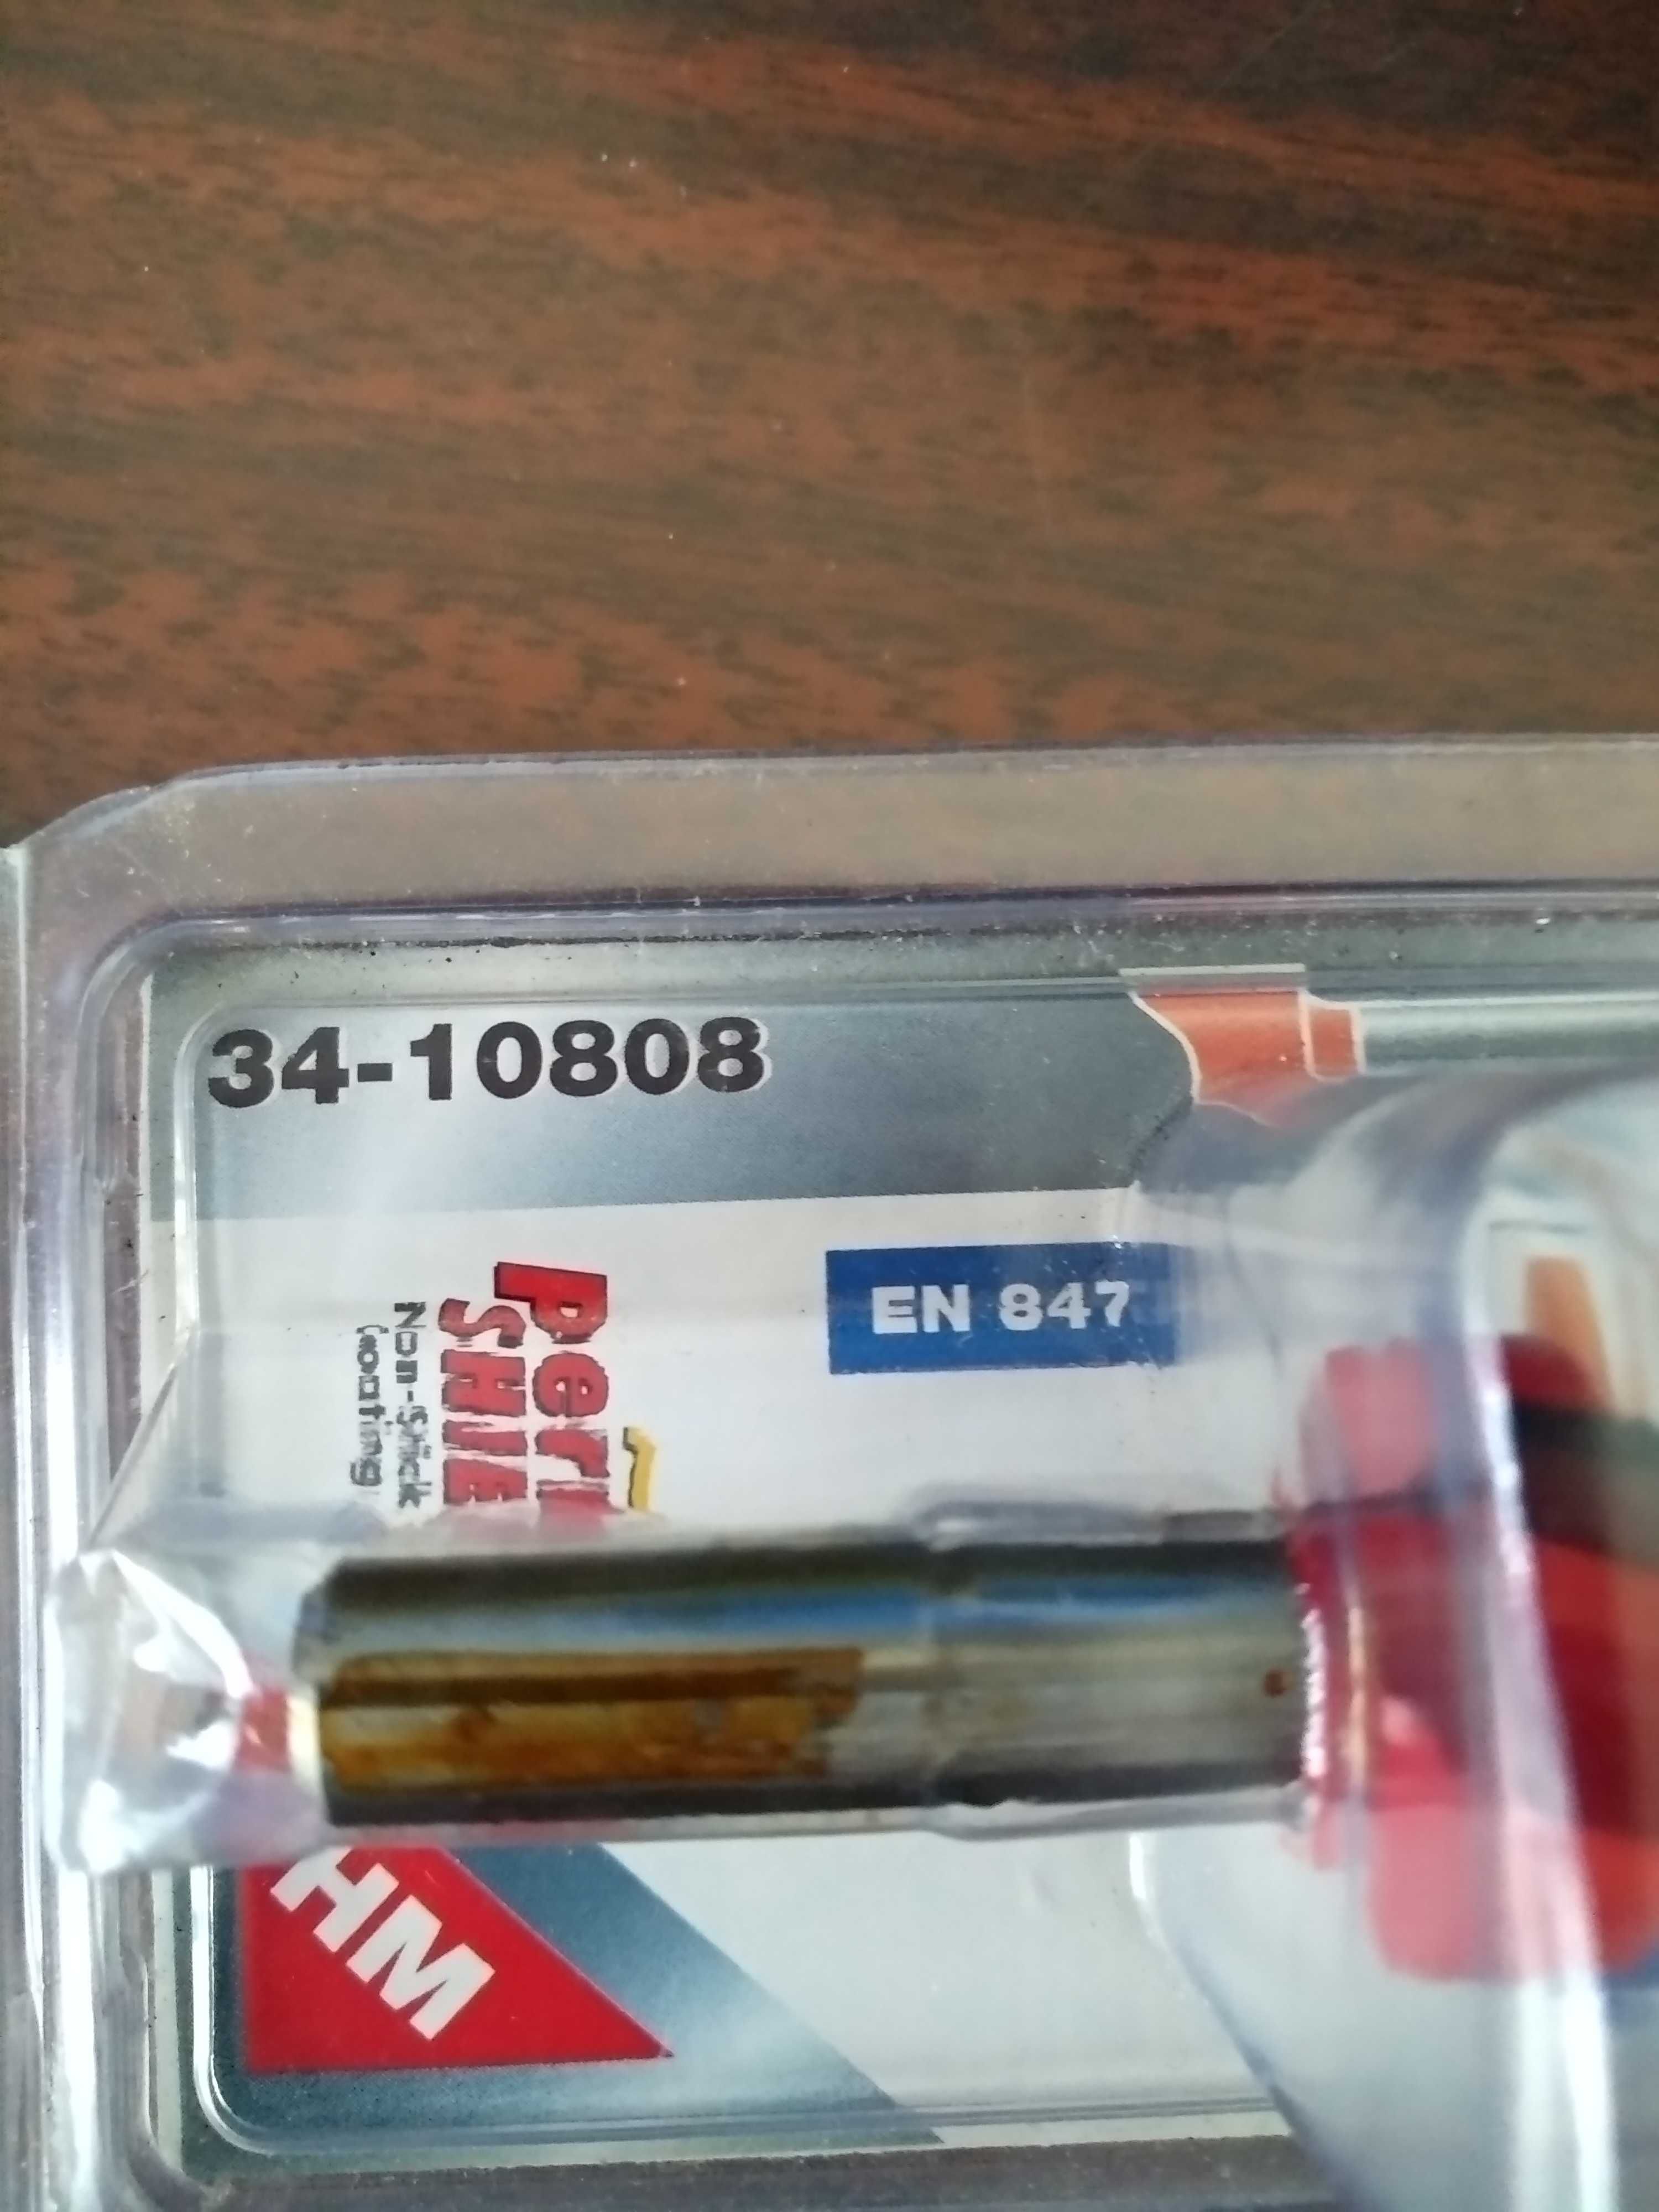 34-10808
EN 847
Non-Stick
Coating
HM